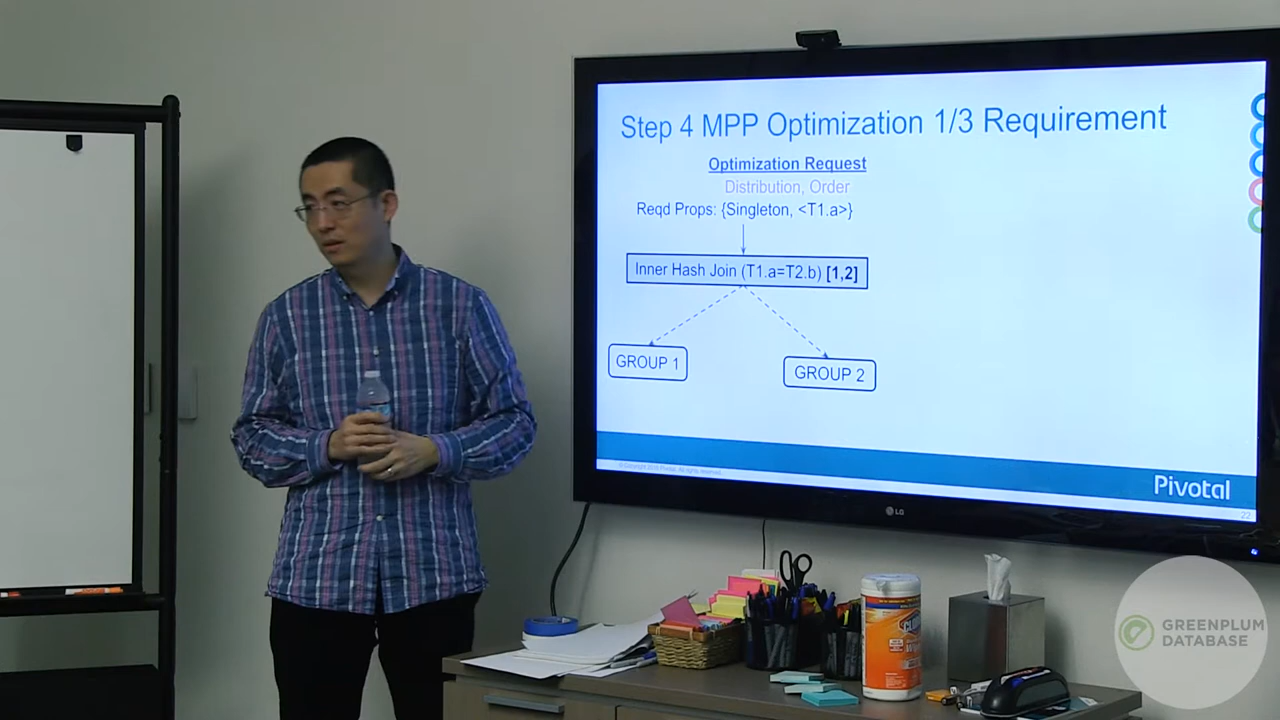 Step 4 MPP Optimization 1/3 Requirement
Optimization Request
Distribution, Order
Reqd Props: {Singleton, <T1.a>}
Inner Hash Join (T1.a=T2.b) [1,2]
GROUP 1
GROUP 2
Pivotal
22
LG
GREENPLUM
DATABASE